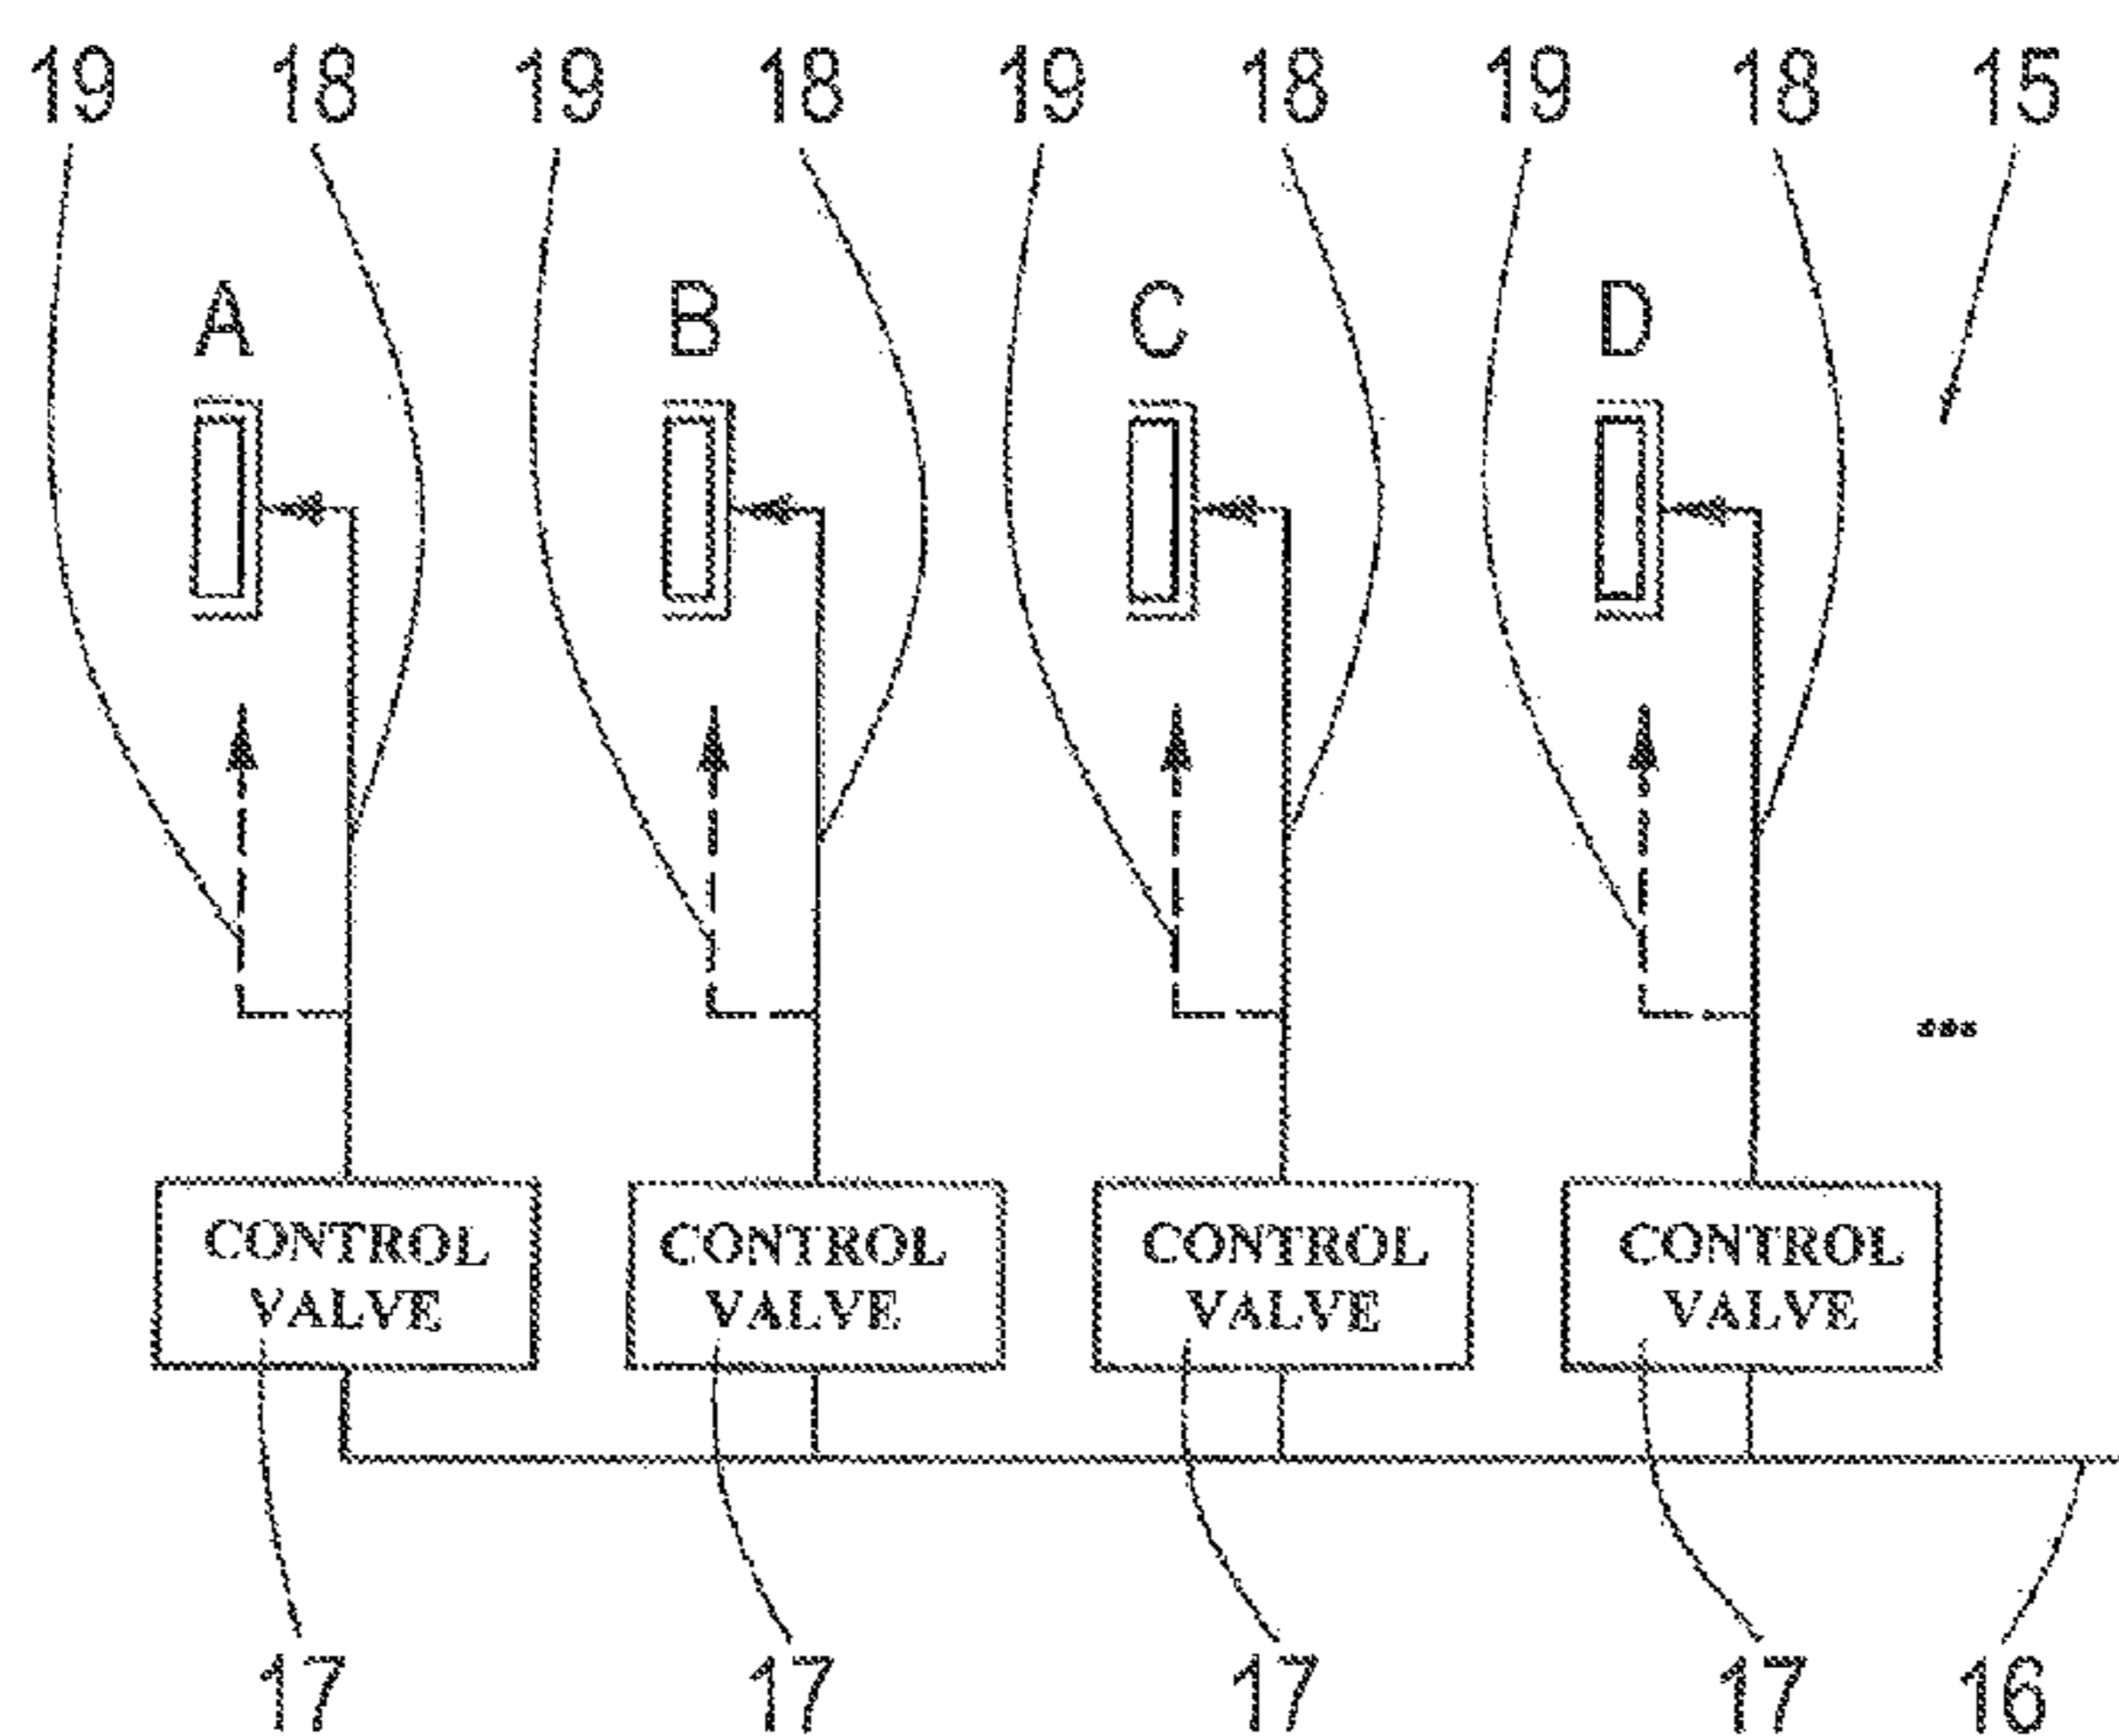 19 18 19 18 19 18 19 18 15
A B C D
...
CONTROL VALVE CONTROL VALVE CONTROL VALVE CONTROL VALVE
17 17 17 17 16